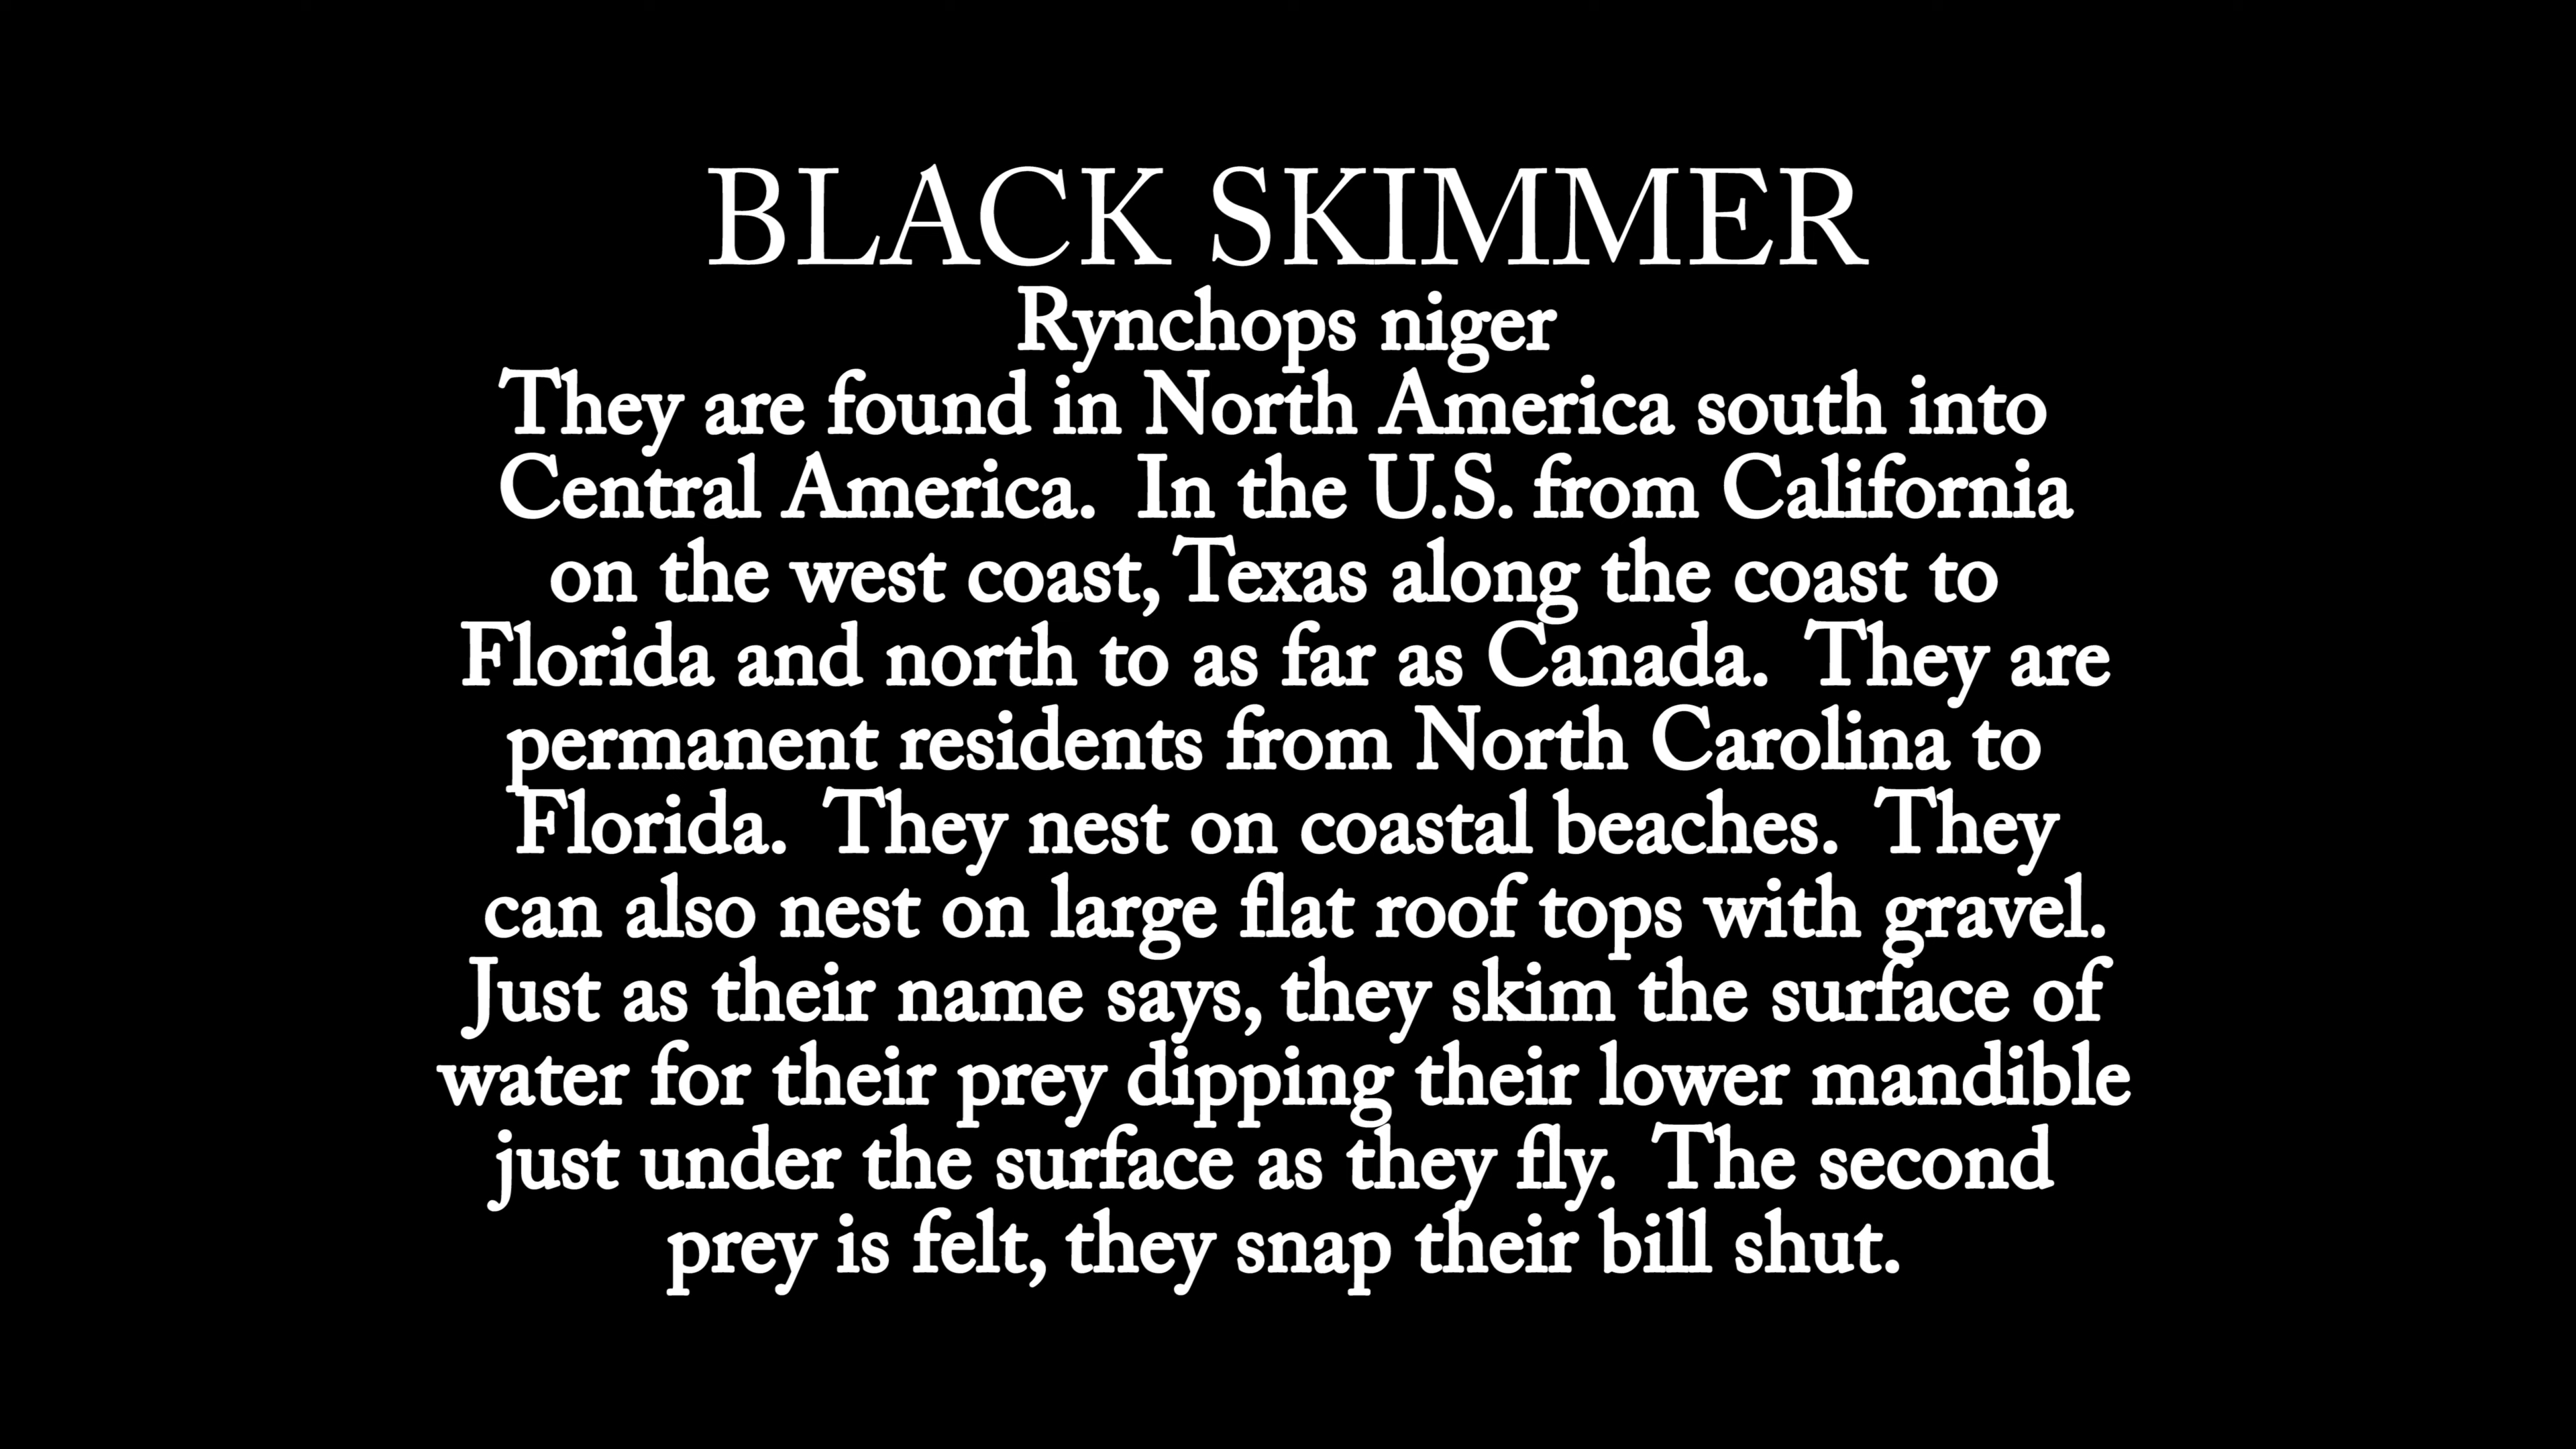 BLACK SKIMMER
Rynchops niger
They are found in North America south into
Central America.  In the U.S. from California
on the west coast, Texas along the coast to
Florida and north to as far as Canada.  They are
permanent residents from North Carolina to
Florida.  They nest on coastal beaches.  They
can also nest on large flat roof tops with gravel.
Just as their name says, they skim the surface of
water for their prey dipping their lower mandible
just under the surface as they fly.  The second
prey is felt, they snap their bill shut.